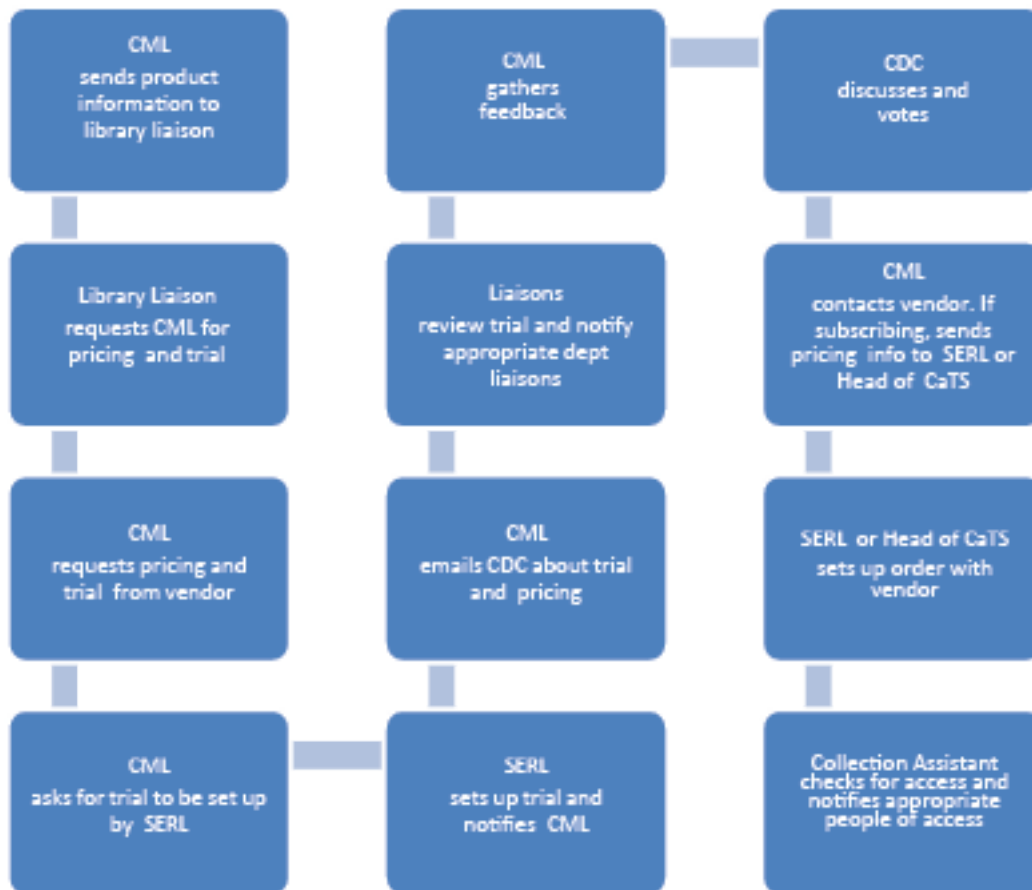 CML
sends product
information to
library liaison
Library Liaison
requests CML for
pricing and trial
CML
requests pricing and
trial from vendor
CML
asks for trial to be set up
by SERL
SERL
sets up trial and
notifies CML
CML
emails CDC about trial
and pricing
Liaisons
review trial and notify
appropriate dept
liaisons
CML
gathers
feedback
CDC
discusses and
votes
CML
contacts vendor. If
subscribing, sends
pricing info to SERL or
Head of CaTS
SERL or Head of CaTS
sets up order with
vendor
Collection Assistant
checks for access and
notifies appropriate
people of access